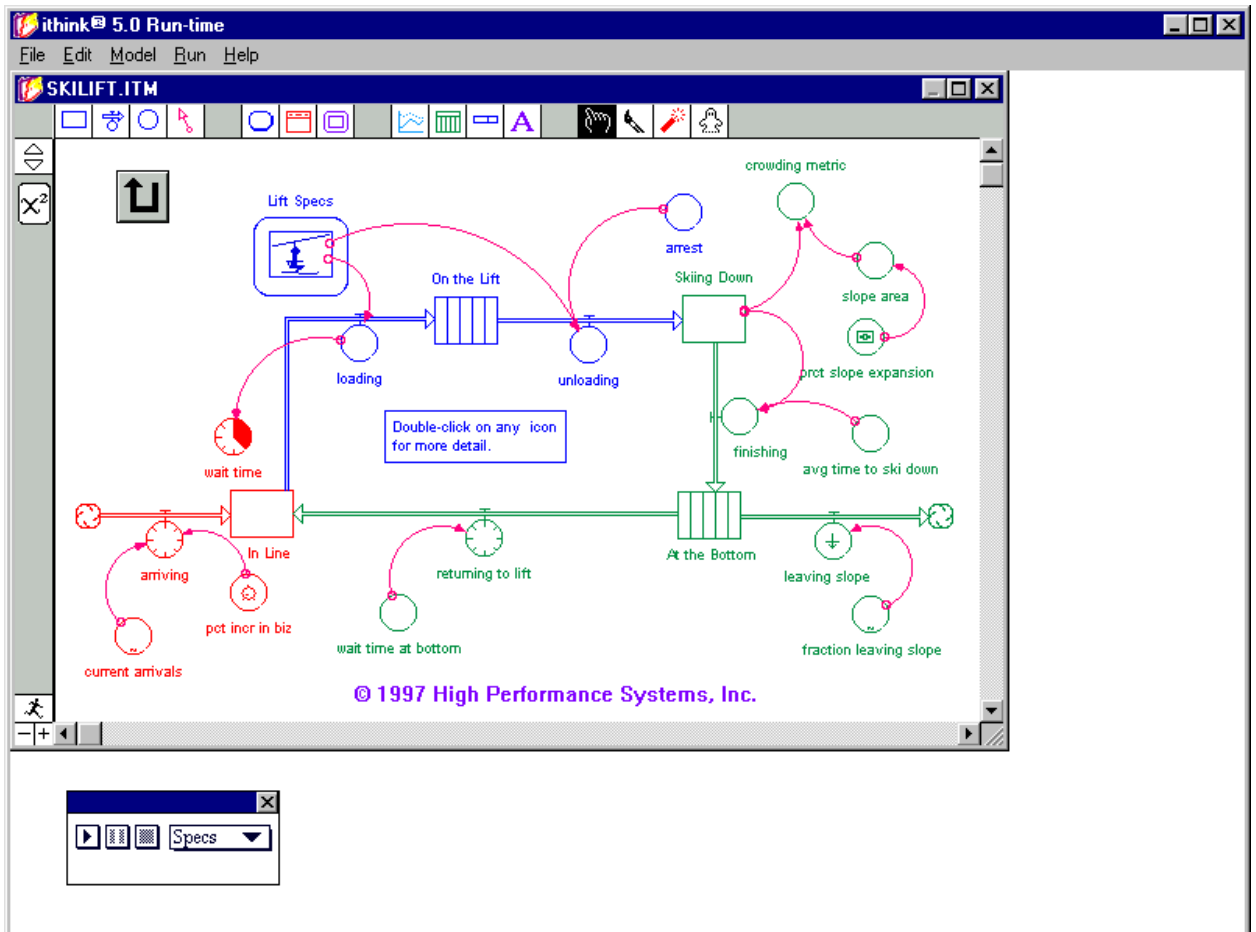 ithink® 5.0 Run-time
File Edit Model Run Help
SKILIFT.ITM
A
X²
crowding metric
Lift Specs
arrest
On the Lift
Skiing Down
slope area
loading
unloading
prct slope expansion
Double-click on any icon
for more detail.
finishing
wait time
avg time to ski down
In Line
At the Bottom
arriving
returning to lift
leaving slope
pct incr in biz
wait time at bottom
fraction leaving slope
current arrivals
© 1997 High Performance Systems, Inc.
Specs